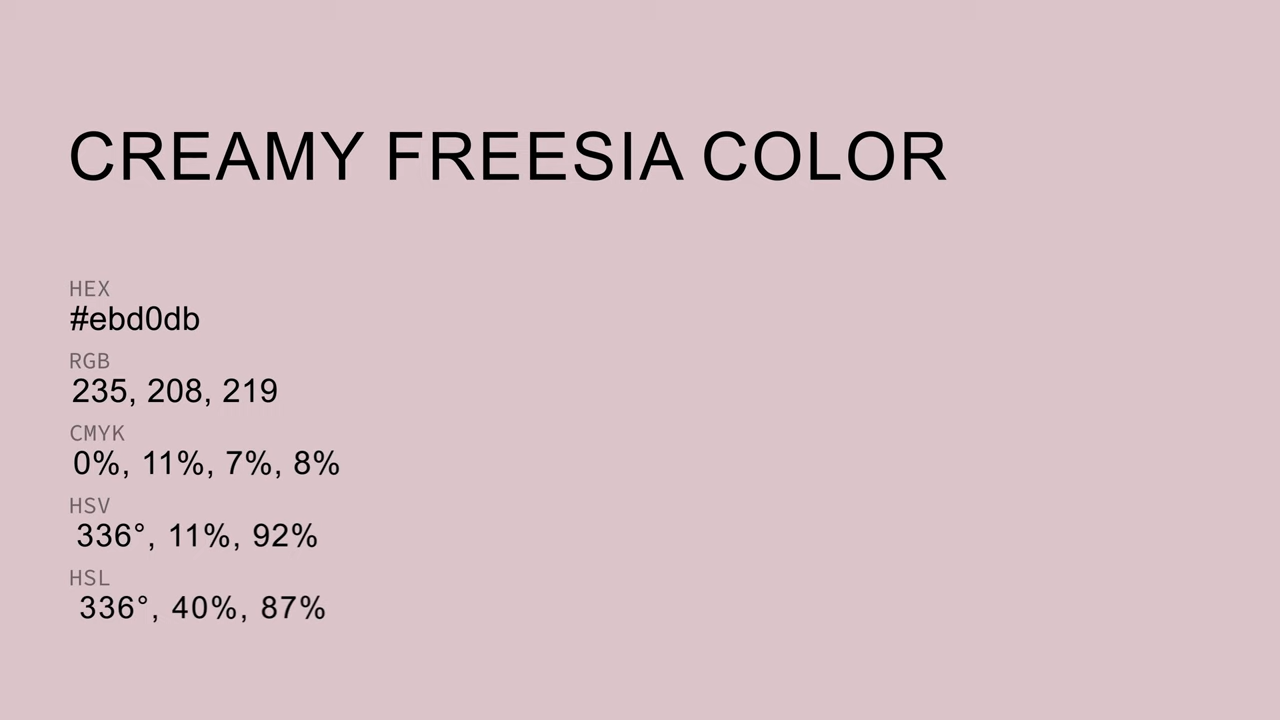 CREAMY FREESIA COLOR
HEX
#ebd0db
RGB
235, 208, 219
CMYK
0%, 11%, 7%, 8%
HSV
336°, 11%, 92%
HSL
336°, 40%, 87%